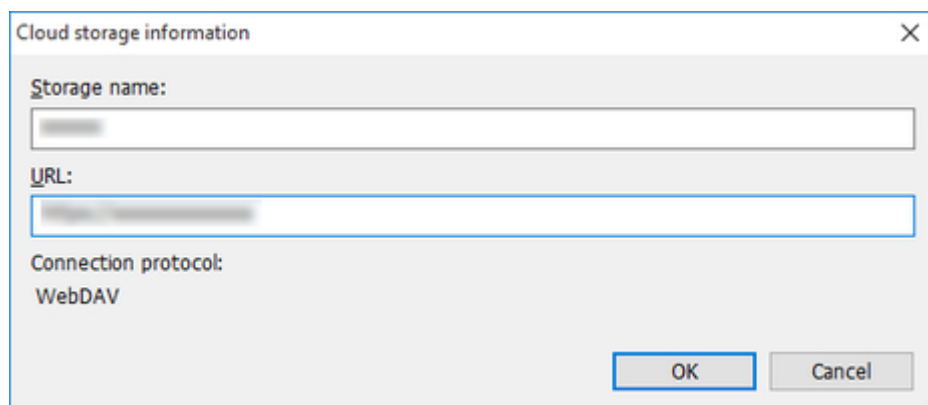 Cloud storage information
Storage name:
URL:
Connection protocol:
WebDAV
OK Cancel